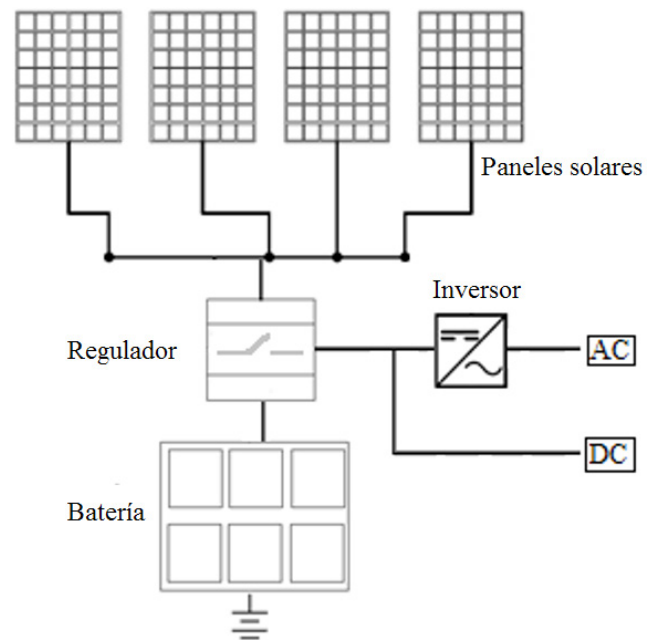 Paneles solares
Inversor
Regulador
AC
DC
Batería